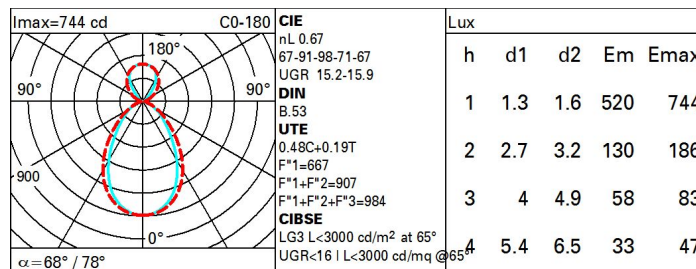 Imax=744 cd C0-180
180°
90° 90°
900
0°
α=68° / 78°
CIE
nL 0.67
67-91-98-71-67
UGR 15.2-15.9
DIN
B.53
UTE
0.48C+0.19T
F"1=667
F"1+F"2=907
F"1+F"2+F"3=984
CIBSE
LG3 L<3000 cd/m² at 65°
UGR<16 | L<3000 cd/mq @65°
Lux
h d1 d2 Em Emax
1 1.3 1.6 520 744
2 2.7 3.2 130 186
3 4 4.9 58 83
4 5.4 6.5 33 47